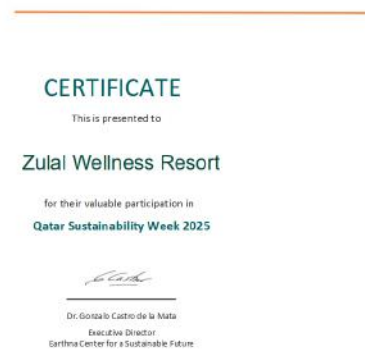 CERTIFICATE
This is presented to
Zulal Wellness Resort
for their valuable participation in
Qatar Sustainability Week 2025
Dr. Gonzalo Castro de la Mata
Executive Director
Earthna Center for a Sustainable Future